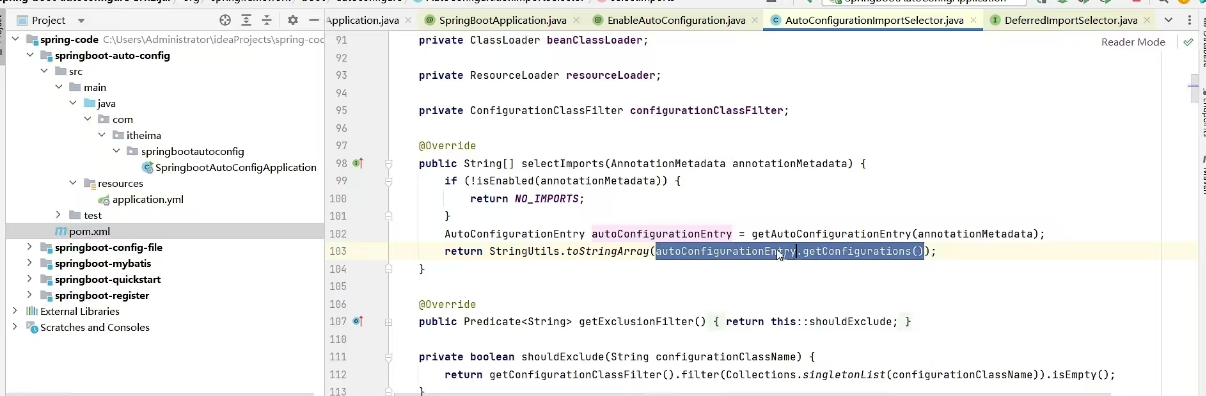 Project
spring-code C:\Users\Administrator\ideaProjects\spring-cod
springboot-auto-config
src
main
java
com
itheima
springbootautoconfig
SpringbootAutoConfigApplication
resources
application.yml
test
pom.xml
springboot-config-file
springboot-mybatis
springboot-quickstart
springboot-register
External Libraries
Scratches and Consoles
Application.java
SpringBootApplication.java
EnableAutoConfiguration.java
AutoConfigurationImportSelector.java
DeferredImportSelector.java
Reader Mode
91 private ClassLoader beanClassLoader;
92
93 private ResourceLoader resourceLoader;
94
95 private ConfigurationClassFilter configurationClassFilter;
96
97 @Override
98 public String[] selectImports(AnnotationMetadata annotationMetadata) {
99 if (!isEnabled(annotationMetadata)) {
100 return NO_IMPORTS;
101 }
102 AutoConfigurationEntry autoConfigurationEntry = getAutoConfigurationEntry(annotationMetadata);
103 return StringUtils.toStringArray(autoConfigurationEntry.getConfigurations());
104 }
105
106 @Override
107 public Predicate<String> getExclusionFilter() { return this::shouldExclude; }
110
111 private boolean shouldExclude(String configurationClassName) {
112 return getConfigurationClassFilter().filter(Collections.singletonList(configurationClassName)).isEmpty();
113 }